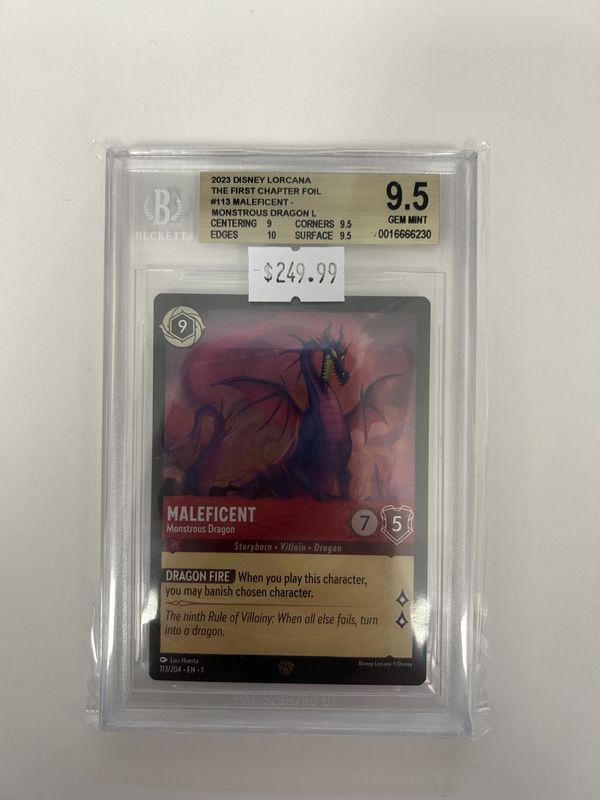 2023 DISNEY LORCANA
THE FIRST CHAPTER FOIL
#113 MALEFICENT -
MONSTROUS DRAGON L
CENTERING 9 CORNERS 9.5
EDGES 10 SURFACE 9.5
9.5
GEM MINT
0016666230
B
BECKETT
$249.99
9
MALEFICENT
Monstrous Dragon
7
5
Storyborn • Villain • Dragon
DRAGON FIRE When you play this character,
you may banish chosen character.
The ninth Rule of Villainy: When all else fails, turn
into a dragon.
Luis Huerta
113/204 • EN • 1
Disney Lorcana ©Disney